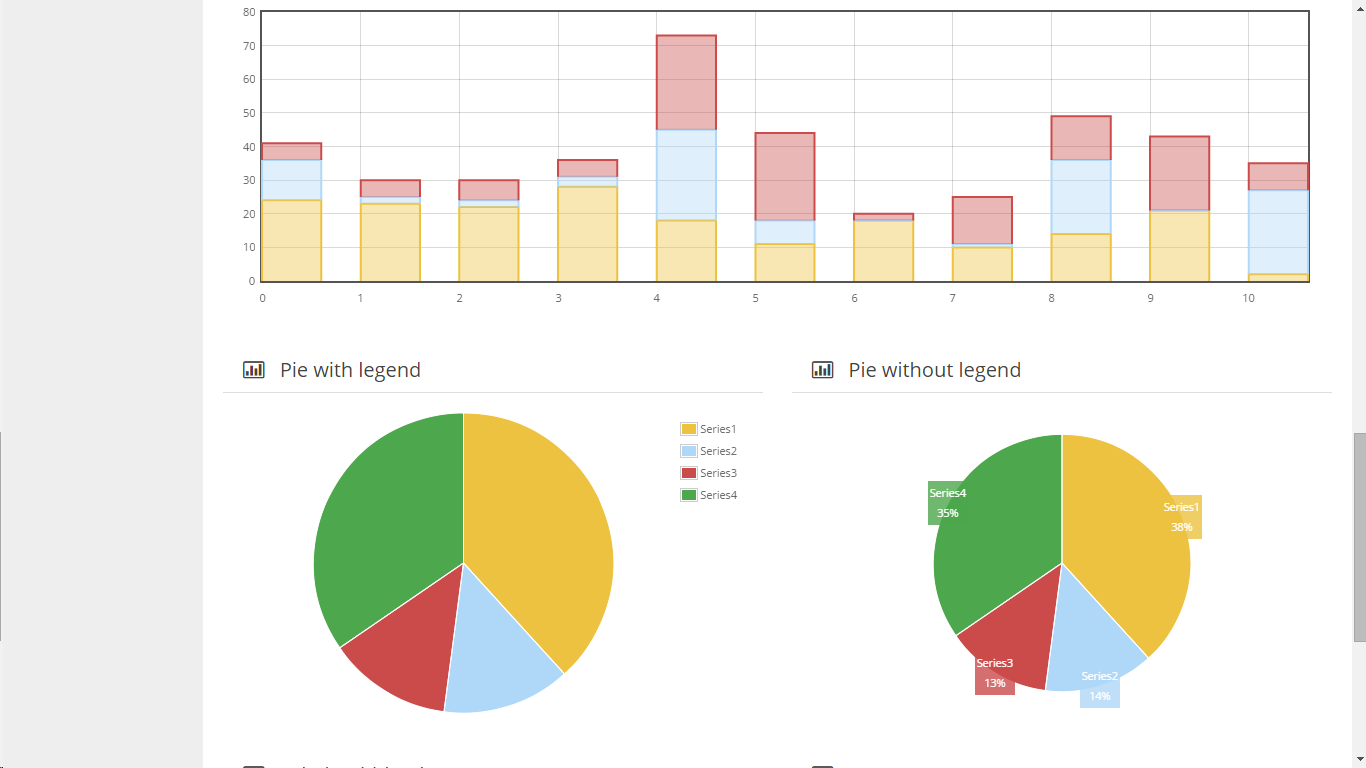 80
70
60
50
40
30
20
10
0
0 1 2 3 4 5 6 7 8 9 10
Pie with legend
Series1
Series2
Series3
Series4
Pie without legend
Series4
35%
Series1
38%
Series3
13%
Series2
14%